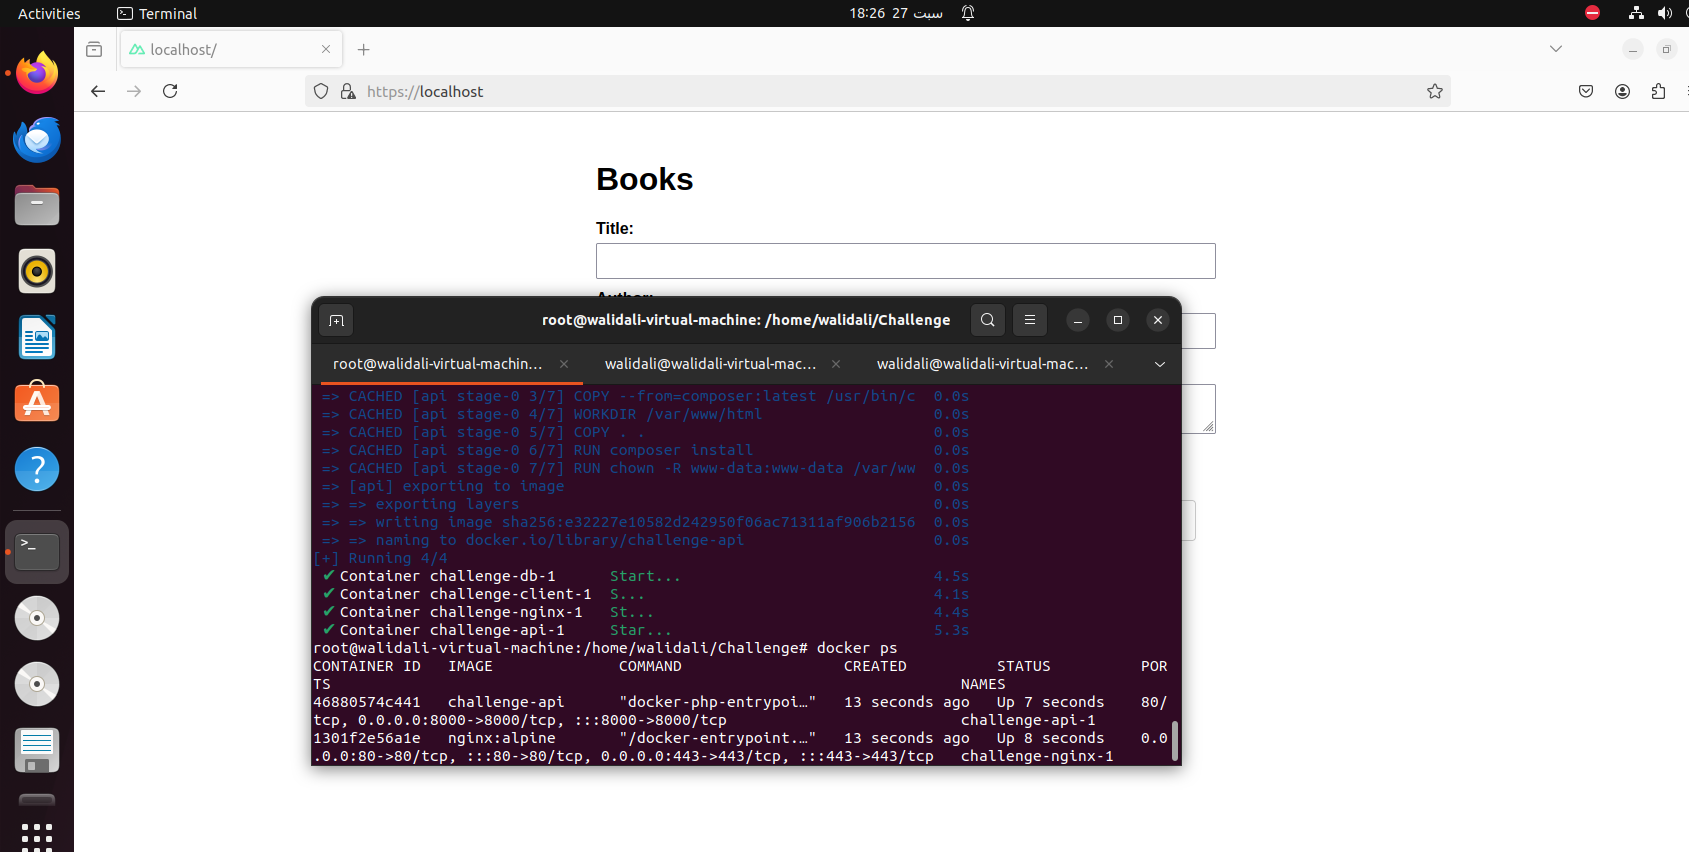 Activities
Terminal
18:26 27 سبت
localhost/
https://localhost
Books
Title:
root@walidali-virtual-machine: /home/walidali/Challenge
root@walidali-virtual-machin...
walidali@walidali-virtual-mac...
walidali@walidali-virtual-mac...
=> CACHED [api stage-0 3/7] COPY --from=composer:latest /usr/bin/c 0.0s
=> CACHED [api stage-0 4/7] WORKDIR /var/www/html 0.0s
=> CACHED [api stage-0 5/7] COPY . . 0.0s
=> CACHED [api stage-0 6/7] RUN composer install 0.0s
=> CACHED [api stage-0 7/7] RUN chown -R www-data:www-data /var/ww 0.0s
=> [api] exporting to image 0.0s
=> => exporting layers 0.0s
=> => writing image sha256:e32227e10582d242950f06ac71311af906b2156 0.0s
=> => naming to docker.io/library/challenge-api 0.0s
[+] Running 4/4
✔ Container challenge-db-1 Start... 4.5s
✔ Container challenge-client-1 S... 4.1s
✔ Container challenge-nginx-1 St... 4.4s
✔ Container challenge-api-1 Star... 5.3s
root@walidali-virtual-machine:/home/walidali/Challenge# docker ps
CONTAINER ID IMAGE COMMAND CREATED STATUS POR
TS NAMES
46880574c441 challenge-api "docker-php-entrypoi…" 13 seconds ago Up 7 seconds 80/
tcp, 0.0.0.0:8000->8000/tcp, :::8000->8000/tcp challenge-api-1
1301f2e56a1e nginx:alpine "/docker-entrypoint.…" 13 seconds ago Up 8 seconds 0.0
.0.0:80->80/tcp, :::80->80/tcp, 0.0.0.0:443->443/tcp, :::443->443/tcp challenge-nginx-1